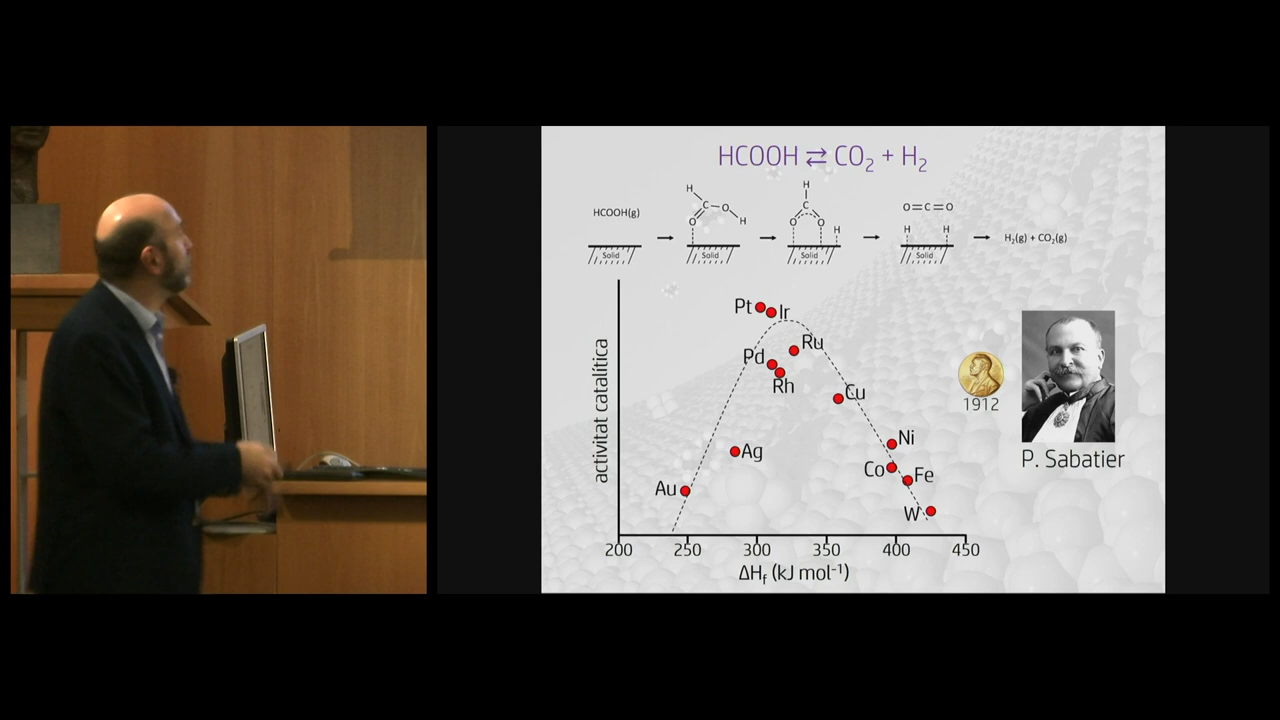 HCOOH ⇄ CO₂ + H₂
HCOOH(g)
H
C
O
O
H
Solid
H
C
O
O
H
Solid
O=C=O
H H
Solid
H₂(g) + CO₂(g)
activitat catalítica
Pt
Ir
Ru
Pd
Rh
Cu
Ag
Ni
Au
Co
Fe
W
200 250 300 350 400 450
ΔHf (kJ mol⁻¹)
1912
P. Sabatier